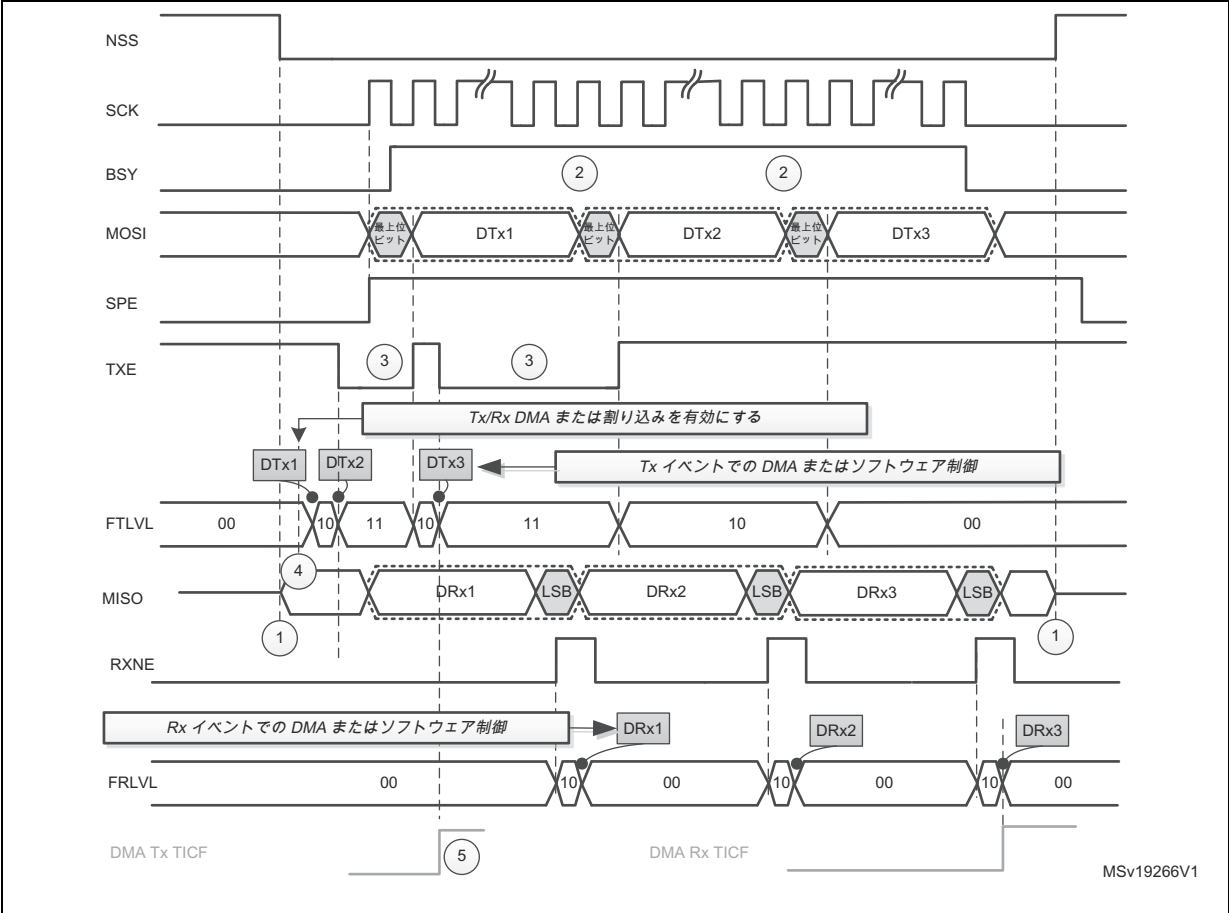 NSS
SCK
BSY
2
2
MOSI
最上位
ビット
DTx1
最上位
ビット
DTx2
最上位
ビット
DTx3
SPE
TXE
3
3
Tx/Rx DMA または割り込みを有効にする
DTx1
DTx2
DTx3
Tx イベントでの DMA またはソフトウェア制御
FTLVL
00
10
11
10
11
10
00
4
MISO
DRx1
LSB
DRx2
LSB
DRx3
LSB
1
1
RXNE
Rx イベントでの DMA またはソフトウェア制御
DRx1
DRx2
DRx3
FRLVL
00
10
00
10
00
10
00
DMA Tx TICF
5
DMA Rx TICF
MSv19266V1